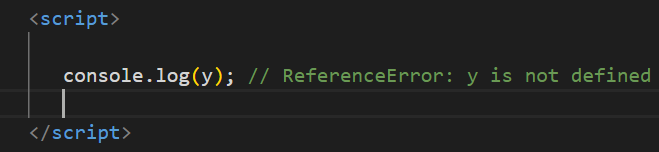 <script>
console.log(y); // ReferenceError: y is not defined
</script>